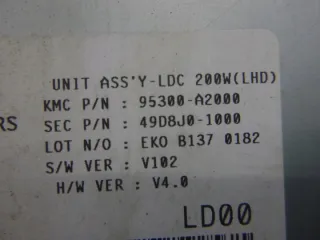 UNIT ASS'Y-LDC 200W(LHD)
KMC P/N : 95300-A2000
RS
SEC P/N : 49D8J0-1000
LOT N/O : EKO B137 0182
S/W VER : V102
H/W VER : V4.0
LD00